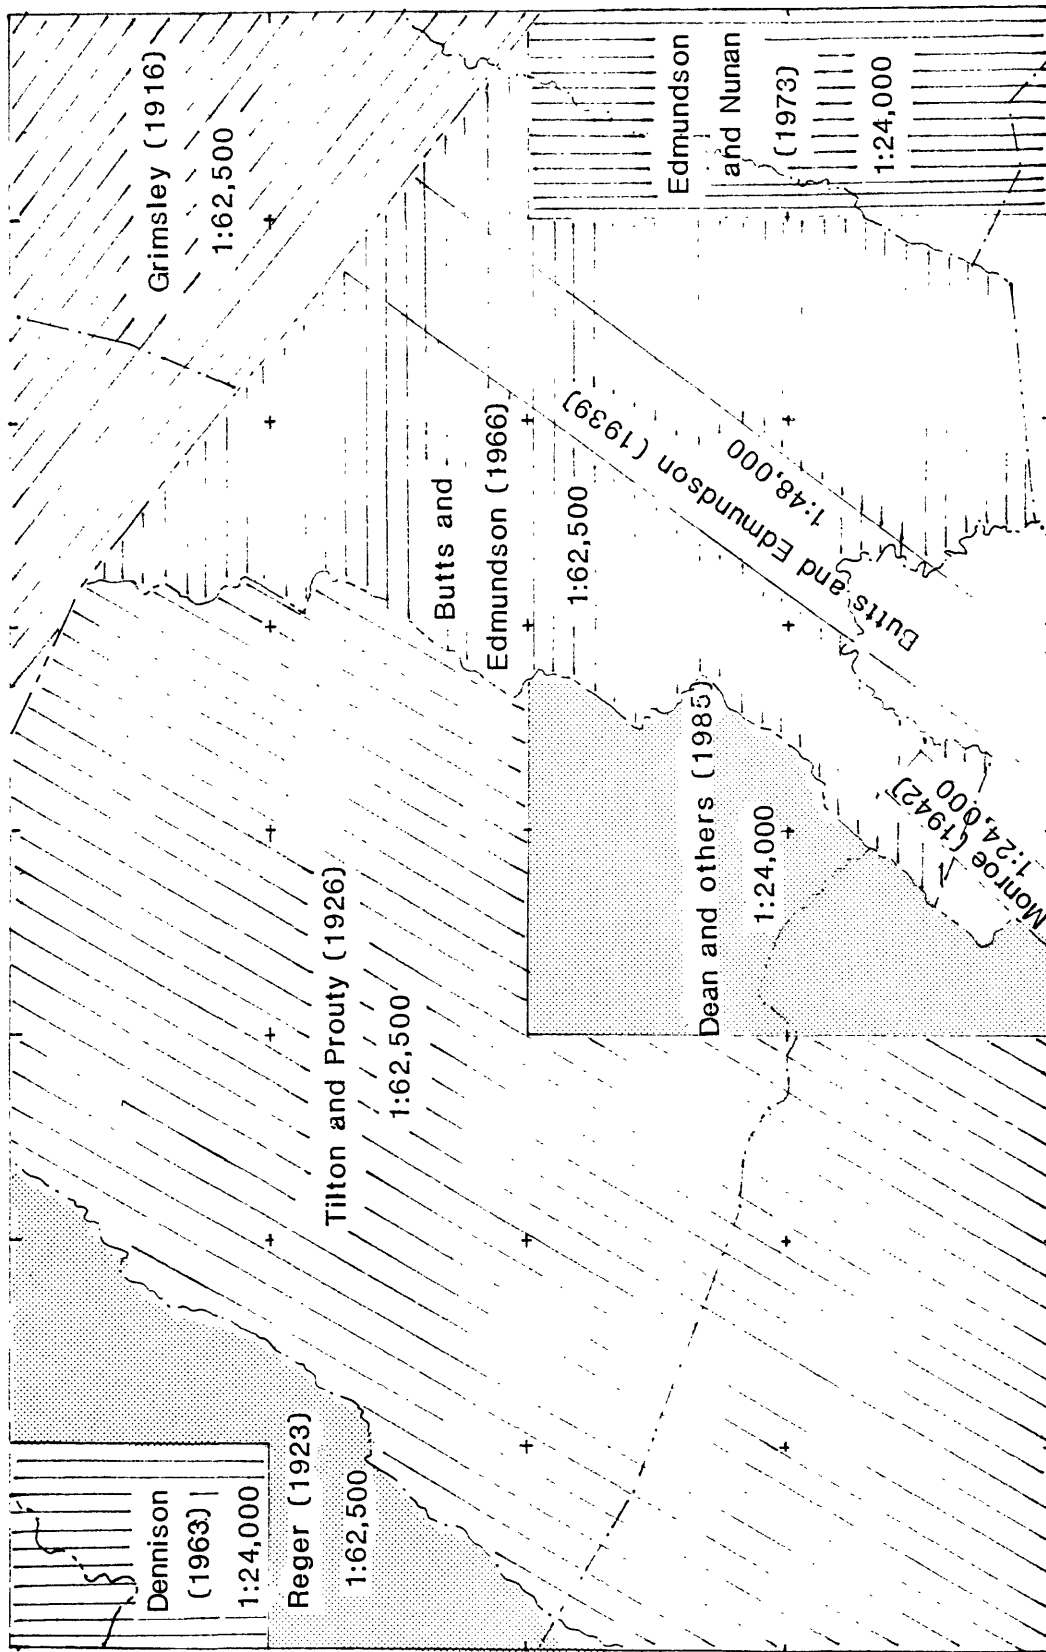 Grimsley (1916)
1:62,500
Edmundson
and Nunan
(1973)
1:24,000
Butts and
Edmundson (1966)
1:62,500
Butts and Edmundson (1939)
1:48,000
Tilton and Prouty (1926)
1:62,500
Dean and others (1985)
1:24,000
Monroe (1942)
1:24,000
Dennison
(1963)
1:24,000
Reger (1923)
1:62,500